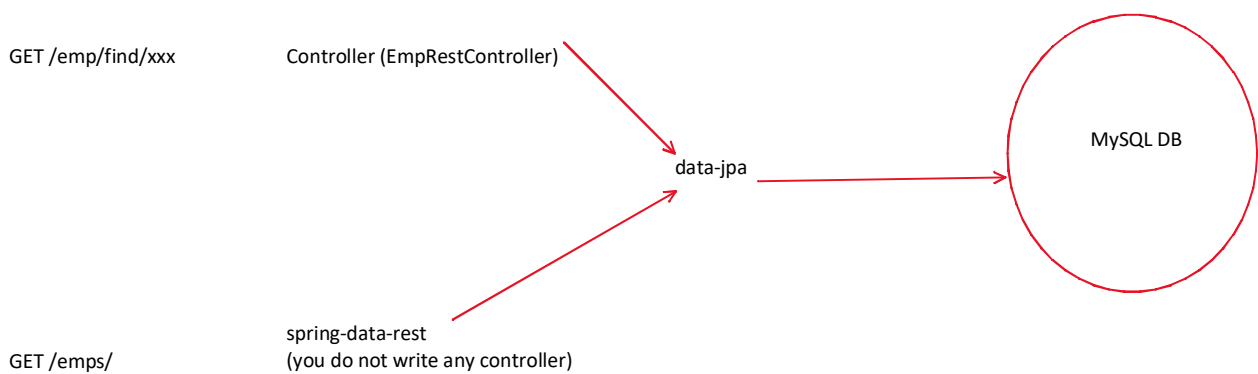 GET /emp/find/xxx
Controller (EmpRestController)
MySQL DB
data-jpa
spring-data-rest
(you do not write any controller)
GET /emps/